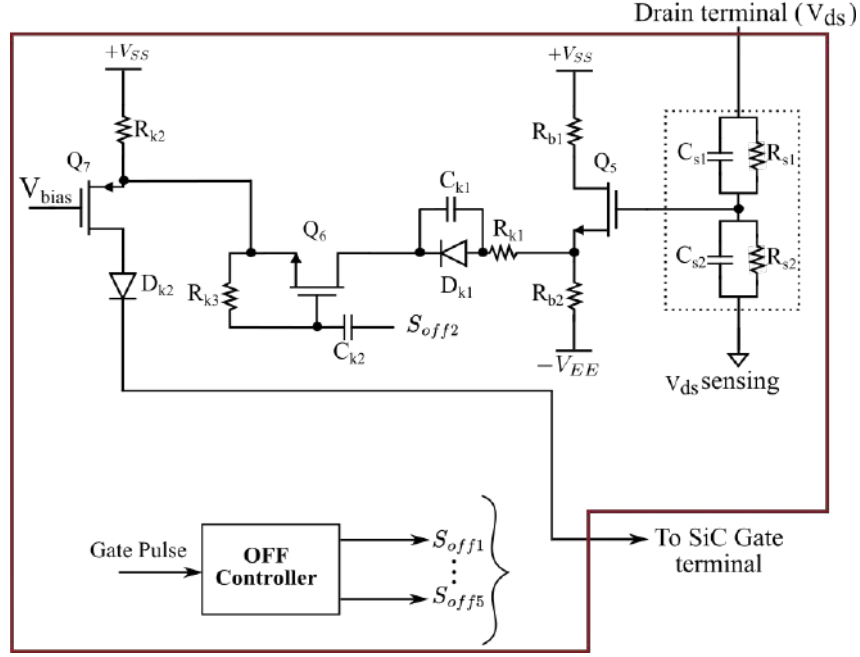 Drain terminal (Vds)
+VSS
+VSS
Rk2
Rb1
Q7
Q5
Cs1
Rs1
Vbias
Ck1
Q6
Rk1
Cs2
Rs2
Dk2
Rk3
Dk1
Rb2
Ck2
Soff2
−VEE
Vds sensing
Gate Pulse
OFF
Controller
Soff1
⋮
Soff5
To SiC Gate
terminal